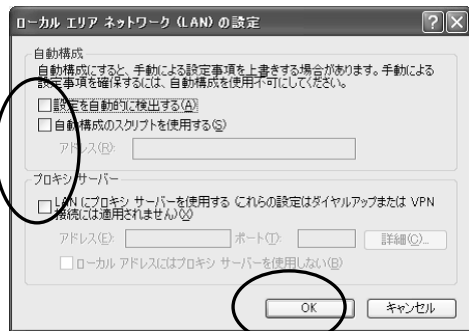 ローカル エリア ネットワーク (LAN) の設定
自動構成
自動構成にすると、手動による設定事項を上書きする場合があります。手動による
設定事項を確保するには、自動構成を使用不可にしてください。
設定を自動的に検出する(A)
自動構成のスクリプトを使用する(S)
アドレス(R):
プロキシ サーバー
LAN にプロキシ サーバーを使用する (これらの設定はダイヤルアップまたは VPN
接続には適用されません)(X)
アドレス(E): ポート(T): 詳細(C)...
ローカル アドレスにはプロキシ サーバーを使用しない(B)
OK キャンセル